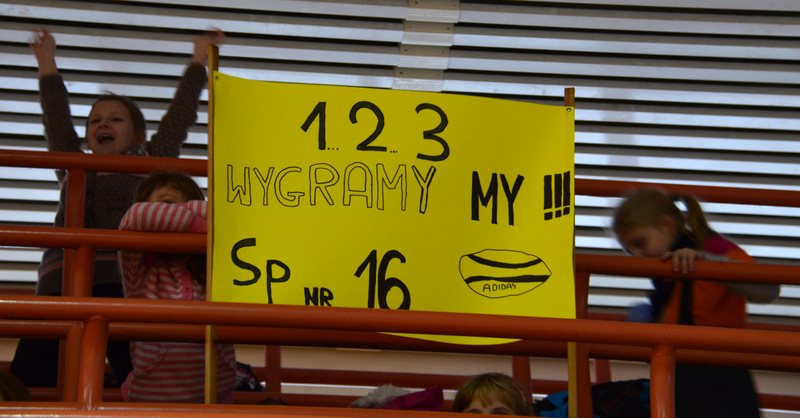 1... 2... 3
WYGRAMY MY !!!
Sp NR 16
ADIDAS